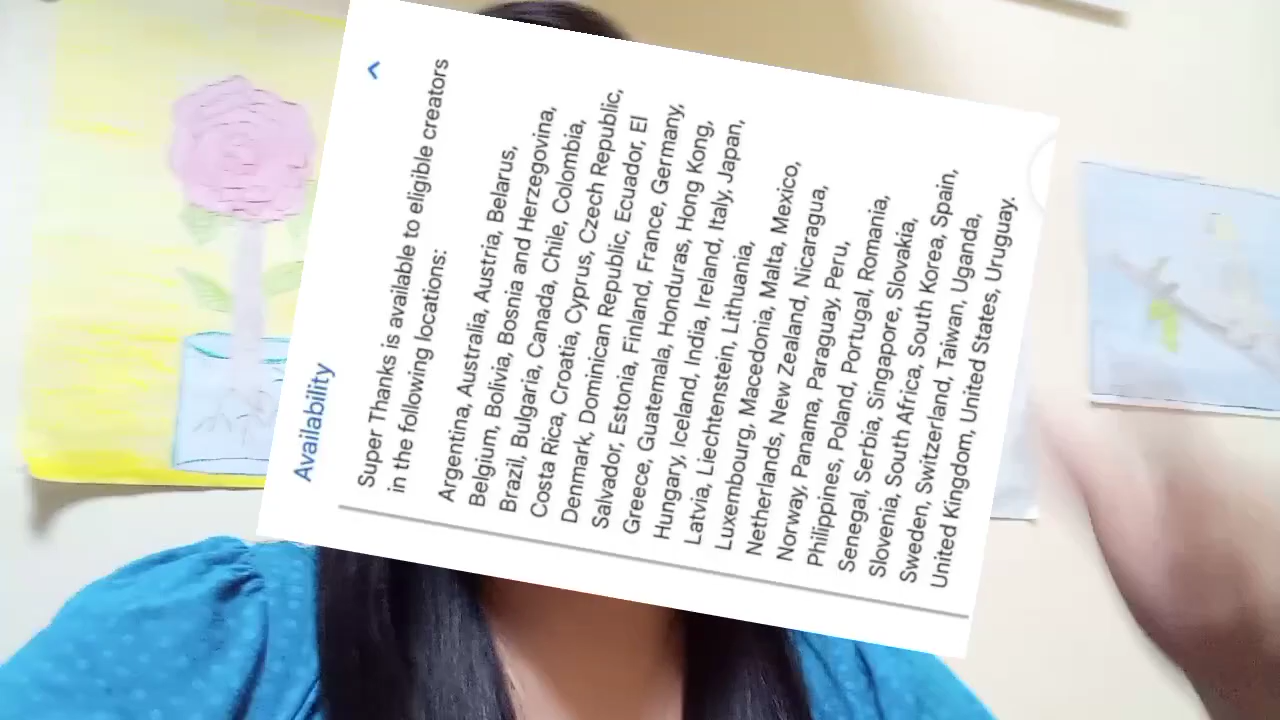 Availability
Super Thanks is available to eligible creators
in the following locations:
Argentina, Australia, Austria, Belarus,
Belgium, Bolivia, Bosnia and Herzegovina,
Brazil, Bulgaria, Canada, Chile, Colombia,
Costa Rica, Croatia, Cyprus, Czech Republic,
Denmark, Dominican Republic, Ecuador, El
Salvador, Estonia, Finland, France, Germany,
Greece, Guatemala, Honduras, Hong Kong,
Hungary, Iceland, India, Ireland, Italy, Japan,
Latvia, Liechtenstein, Lithuania,
Luxembourg, Macedonia, Malta, Mexico,
Netherlands, New Zealand, Nicaragua,
Norway, Panama, Paraguay, Peru,
Philippines, Poland, Portugal, Romania,
Senegal, Serbia, Singapore, Slovakia,
Slovenia, South Africa, South Korea, Spain,
Sweden, Switzerland, Taiwan, Uganda,
United Kingdom, United States, Uruguay.